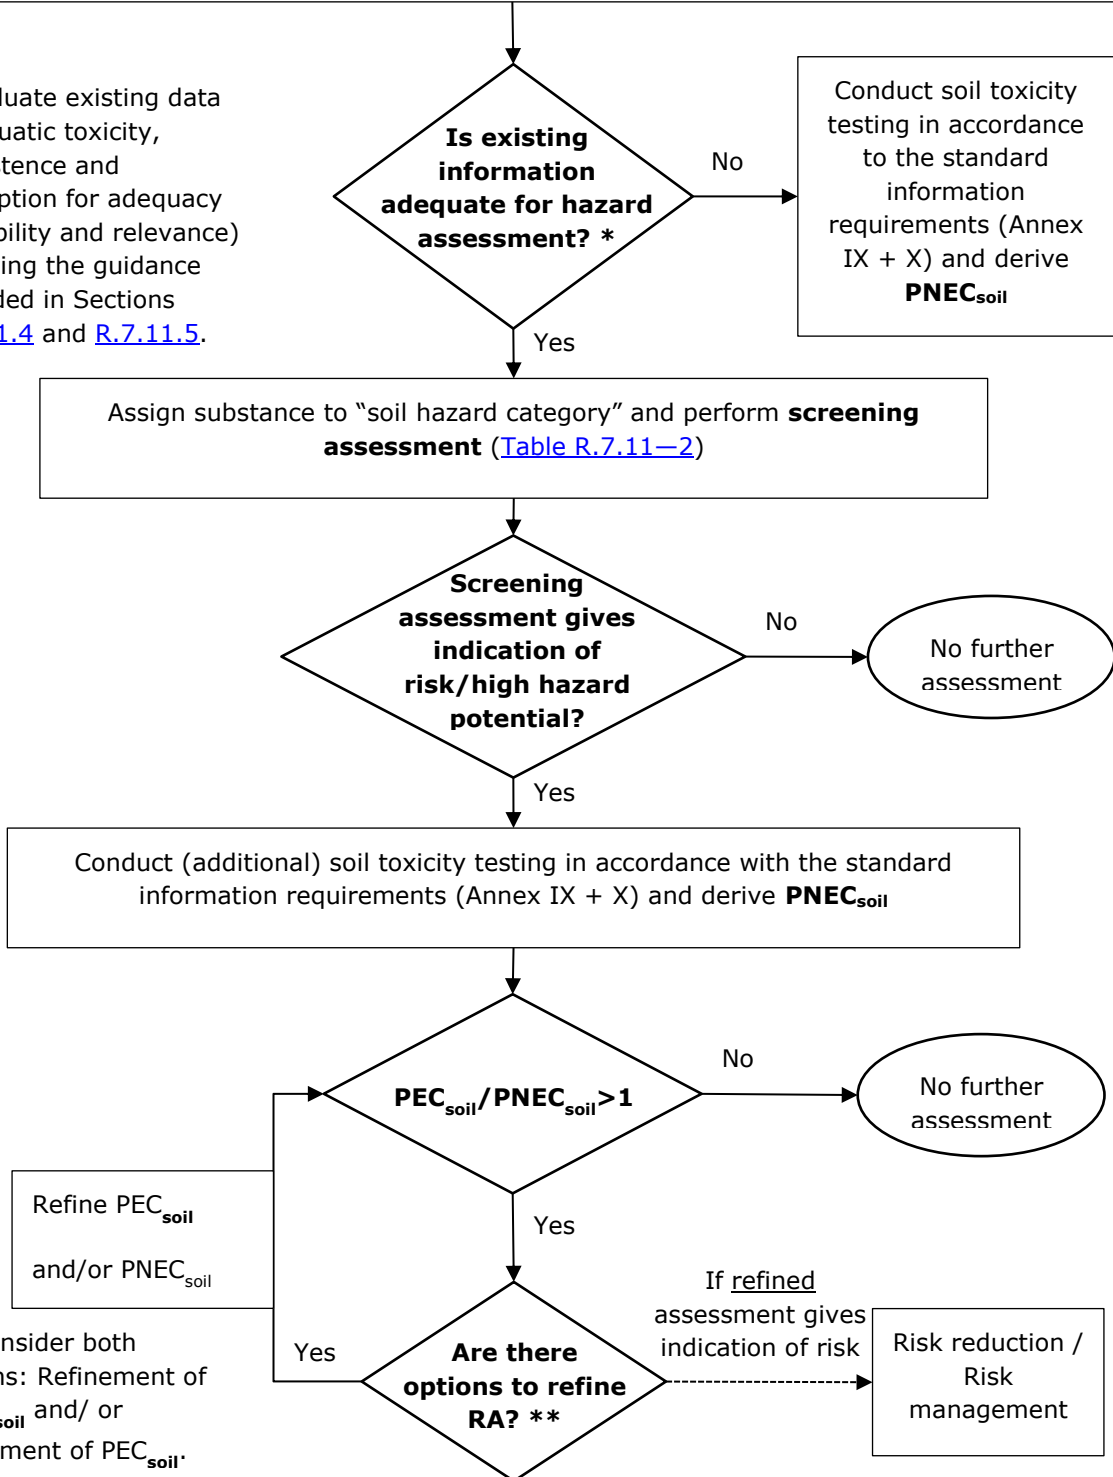 luate existing data
uatic toxicity,
stence and
ption for adequacy
bility and relevance)
ing the guidance
ded in Sections
1.4 and R.7.11.5.
Is existing
information
adequate for hazard
assessment? *
No
Conduct soil toxicity
testing in accordance
to the standard
information
requirements (Annex
IX + X) and derive
PNECsoil
Yes
Assign substance to “soil hazard category” and perform screening
assessment (Table R.7.11—2)
Screening
assessment gives
indication of
risk/high hazard
potential?
No
No further
assessment
Yes
Conduct (additional) soil toxicity testing in accordance with the standard
information requirements (Annex IX + X) and derive PNECsoil
PECsoil/PNECsoil>1
No
No further
assessment
Refine PECsoil
and/or PNECsoil
Yes
If refined
assessment gives
indication of risk
nsider both
ns: Refinement of
soil and/ or
ment of PECsoil.
Yes
Are there
options to refine
RA? **
Risk reduction /
Risk
management